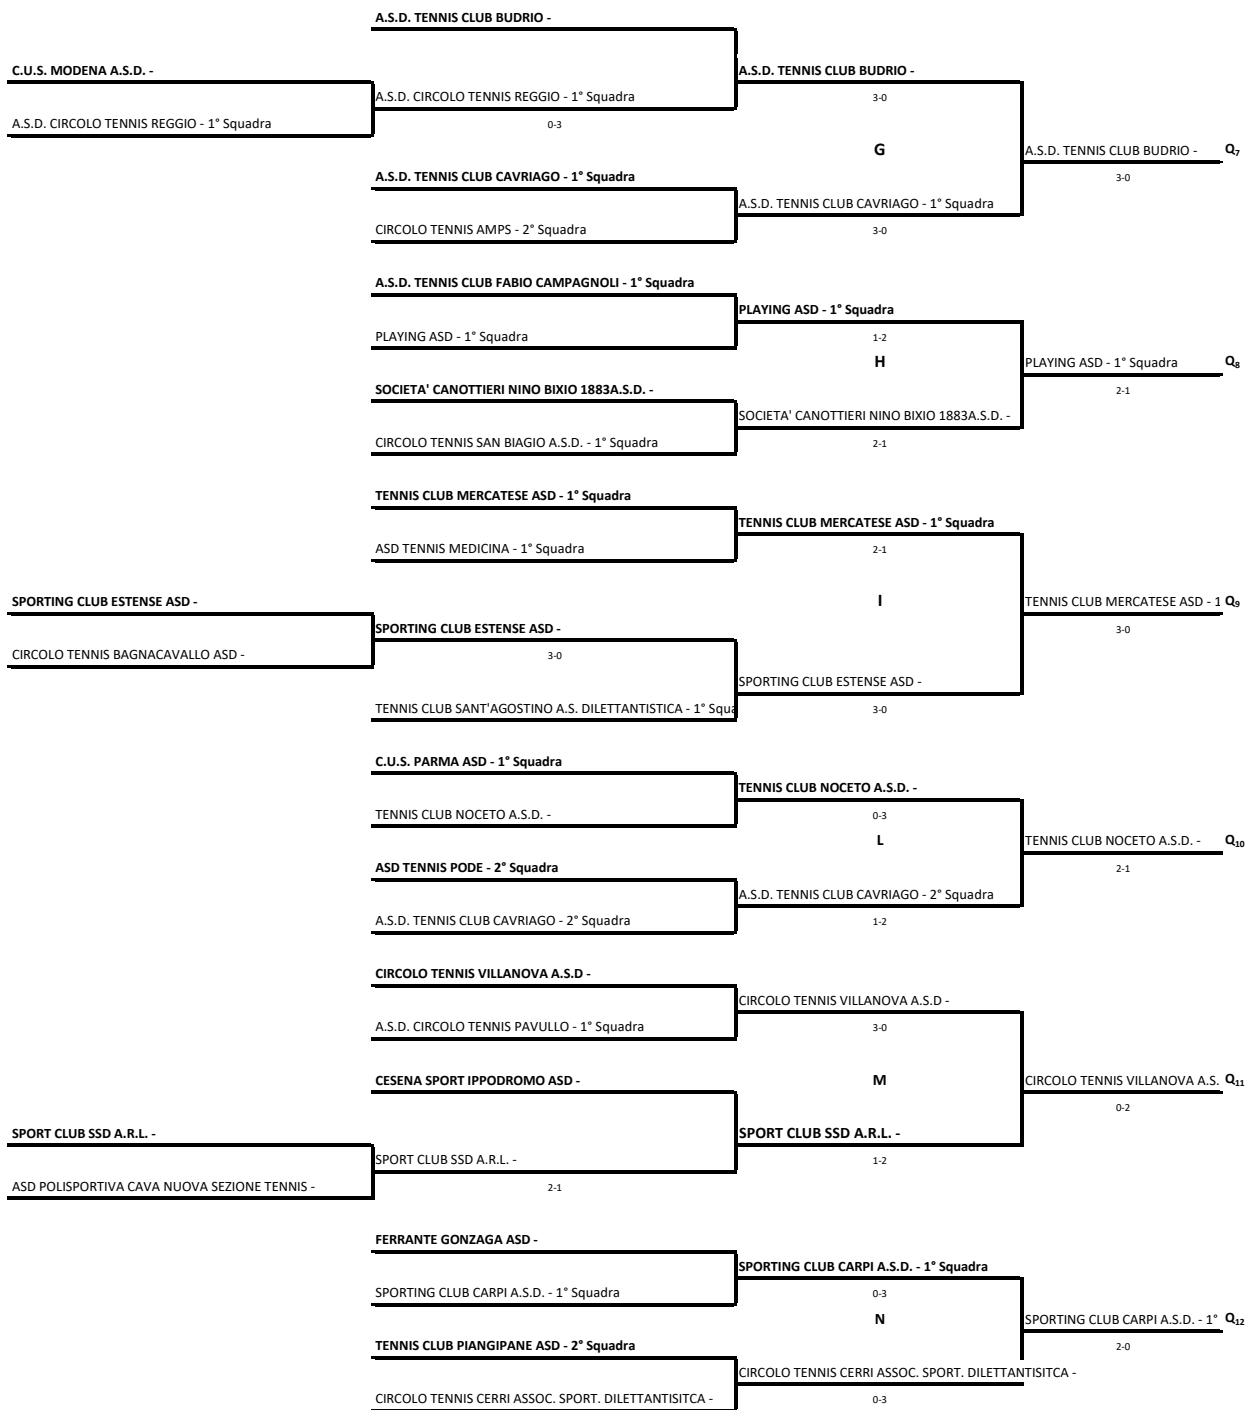 A.S.D. TENNIS CLUB BUDRIO -
C.U.S. MODENA A.S.D. -
A.S.D. TENNIS CLUB BUDRIO -
A.S.D. CIRCOLO TENNIS REGGIO - 1° Squadra
3-0
A.S.D. CIRCOLO TENNIS REGGIO - 1° Squadra
0-3
G
A.S.D. TENNIS CLUB BUDRIO -
Q7
3-0
A.S.D. TENNIS CLUB CAVRIAGO - 1° Squadra
A.S.D. TENNIS CLUB CAVRIAGO - 1° Squadra
CIRCOLO TENNIS AMPS - 2° Squadra
3-0
A.S.D. TENNIS CLUB FABIO CAMPAGNOLI - 1° Squadra
PLAYING ASD - 1° Squadra
PLAYING ASD - 1° Squadra
1-2
H
PLAYING ASD - 1° Squadra
Q8
2-1
SOCIETA' CANOTTIERI NINO BIXIO 1883A.S.D. -
SOCIETA' CANOTTIERI NINO BIXIO 1883A.S.D. -
CIRCOLO TENNIS SAN BIAGIO A.S.D. - 1° Squadra
2-1
TENNIS CLUB MERCATESE ASD - 1° Squadra
TENNIS CLUB MERCATESE ASD - 1° Squadra
ASD TENNIS MEDICINA - 1° Squadra
2-1
SPORTING CLUB ESTENSE ASD -
I
TENNIS CLUB MERCATESE ASD - 1
Q9
SPORTING CLUB ESTENSE ASD -
3-0
CIRCOLO TENNIS BAGNACAVALLO ASD -
3-0
SPORTING CLUB ESTENSE ASD -
TENNIS CLUB SANT'AGOSTINO A.S. DILETTANTISTICA - 1° Squa
3-0
C.U.S. PARMA ASD - 1° Squadra
TENNIS CLUB NOCETO A.S.D. -
TENNIS CLUB NOCETO A.S.D. -
0-3
L
TENNIS CLUB NOCETO A.S.D. -
Q10
2-1
ASD TENNIS PODE - 2° Squadra
A.S.D. TENNIS CLUB CAVRIAGO - 2° Squadra
A.S.D. TENNIS CLUB CAVRIAGO - 2° Squadra
1-2
CIRCOLO TENNIS VILLANOVA A.S.D -
CIRCOLO TENNIS VILLANOVA A.S.D -
A.S.D. CIRCOLO TENNIS PAVULLO - 1° Squadra
3-0
CESENA SPORT IPPODROMO ASD -
M
CIRCOLO TENNIS VILLANOVA A.S.
Q11
0-2
SPORT CLUB SSD A.R.L. -
SPORT CLUB SSD A.R.L. -
SPORT CLUB SSD A.R.L. -
1-2
ASD POLISPORTIVA CAVA NUOVA SEZIONE TENNIS -
2-1
FERRANTE GONZAGA ASD -
SPORTING CLUB CARPI A.S.D. - 1° Squadra
SPORTING CLUB CARPI A.S.D. - 1° Squadra
0-3
N
SPORTING CLUB CARPI A.S.D. - 1°
Q12
2-0
TENNIS CLUB PIANGIPANE ASD - 2° Squadra
CIRCOLO TENNIS CERRI ASSOC. SPORT. DILETTANTISITCA -
CIRCOLO TENNIS CERRI ASSOC. SPORT. DILETTANTISITCA -
0-3